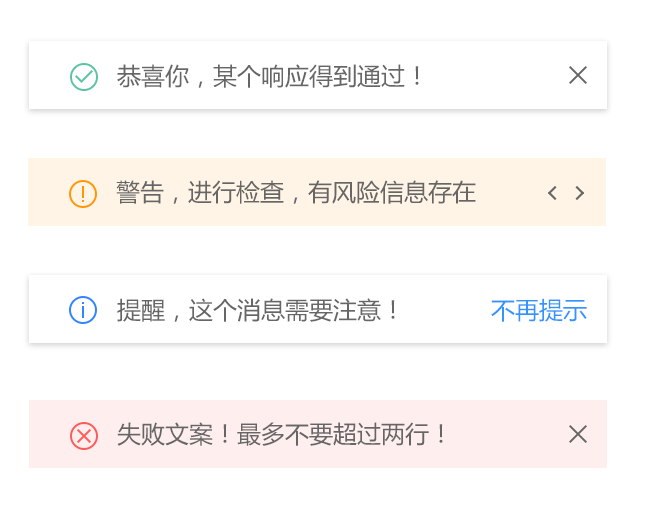 恭喜你，某个响应得到通过！
警告，进行检查，有风险信息存在
提醒，这个消息需要注意！ 不再提示
失败文案！最多不要超过两行！